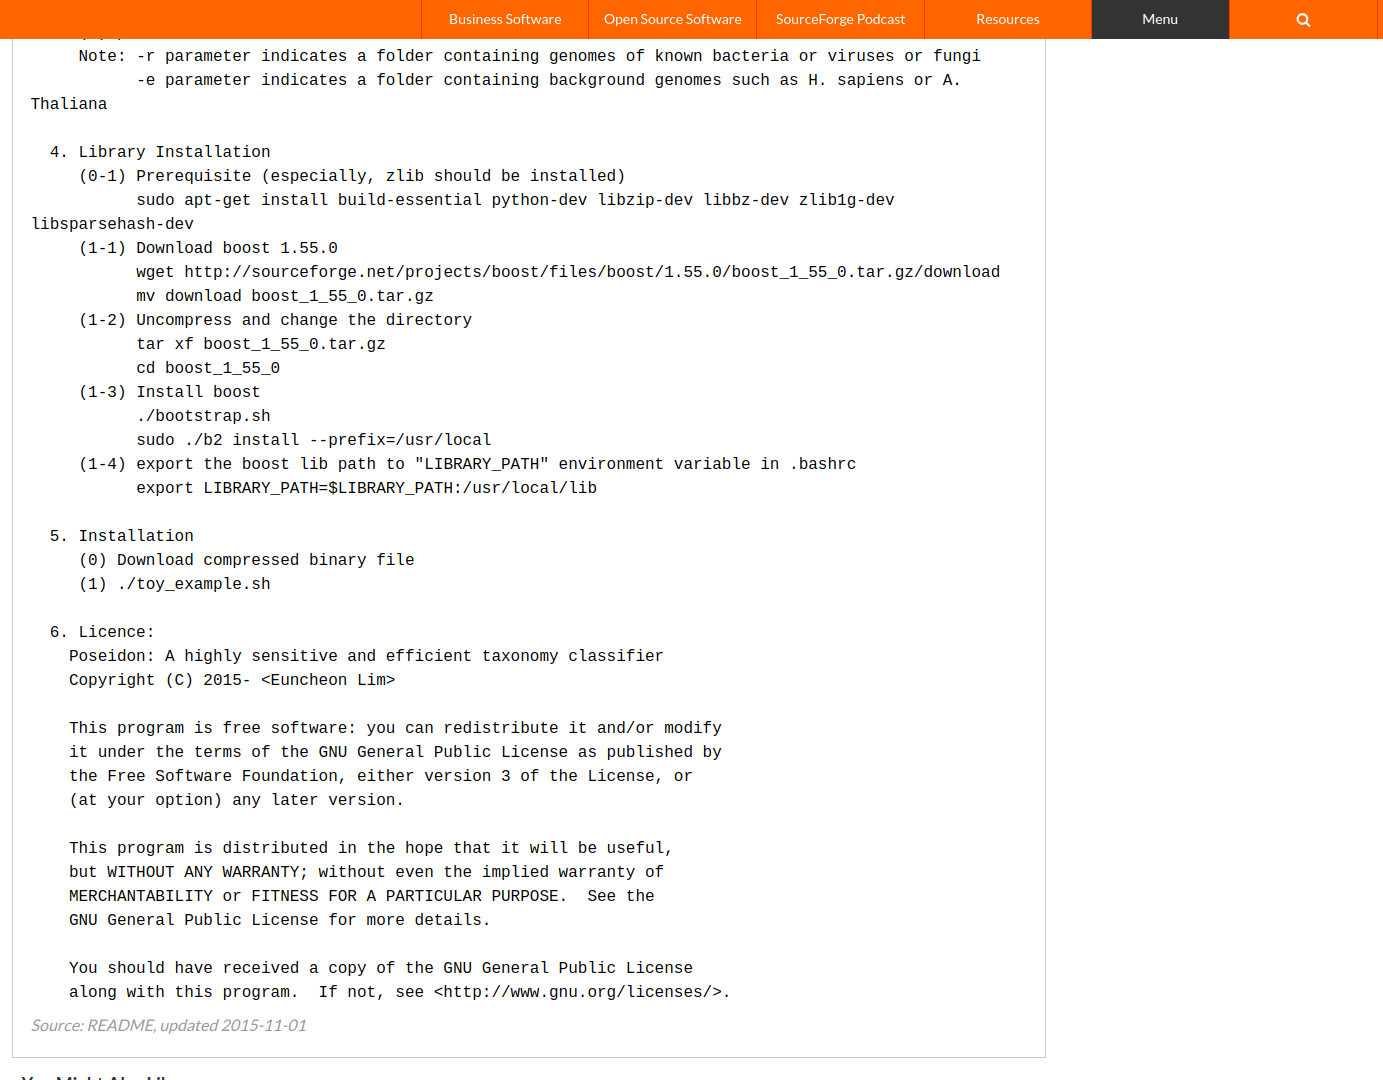 Business Software
Open Source Software
SourceForge Podcast
Resources
Menu
Note: -r parameter indicates a folder containing genomes of known bacteria or viruses or fungi
-e parameter indicates a folder containing background genomes such as H. sapiens or A.
Thaliana
4. Library Installation
(0-1) Prerequisite (especially, zlib should be installed)
sudo apt-get install build-essential python-dev libzip-dev libbz-dev zlib1g-dev
libsparsehash-dev
(1-1) Download boost 1.55.0
wget http://sourceforge.net/projects/boost/files/boost/1.55.0/boost_1_55_0.tar.gz/download
mv download boost_1_55_0.tar.gz
(1-2) Uncompress and change the directory
tar xf boost_1_55_0.tar.gz
cd boost_1_55_0
(1-3) Install boost
./bootstrap.sh
sudo ./b2 install --prefix=/usr/local
(1-4) export the boost lib path to "LIBRARY_PATH" environment variable in .bashrc
export LIBRARY_PATH=$LIBRARY_PATH:/usr/local/lib
5. Installation
(0) Download compressed binary file
(1) ./toy_example.sh
6. Licence:
Poseidon: A highly sensitive and efficient taxonomy classifier
Copyright (C) 2015- <Euncheon Lim>
This program is free software: you can redistribute it and/or modify
it under the terms of the GNU General Public License as published by
the Free Software Foundation, either version 3 of the License, or
(at your option) any later version.
This program is distributed in the hope that it will be useful,
but WITHOUT ANY WARRANTY; without even the implied warranty of
MERCHANTABILITY or FITNESS FOR A PARTICULAR PURPOSE.  See the
GNU General Public License for more details.
You should have received a copy of the GNU General Public License
along with this program.  If not, see <http://www.gnu.org/licenses/>.
Source: README, updated 2015-11-01